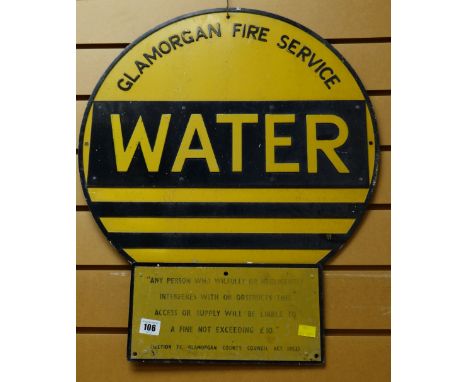 GLAMORGAN FIRE SERVICE
WATER
"ANY PERSON WHO WILFULLY OR NEGLIGENTLY
INTERFERES WITH OR OBSTRUCTS THIS
ACCESS OR SUPPLY WILL BE LIABLE TO
A FINE NOT EXCEEDING £10."
106
GLAMORGAN COUNTY COUNCIL ACT